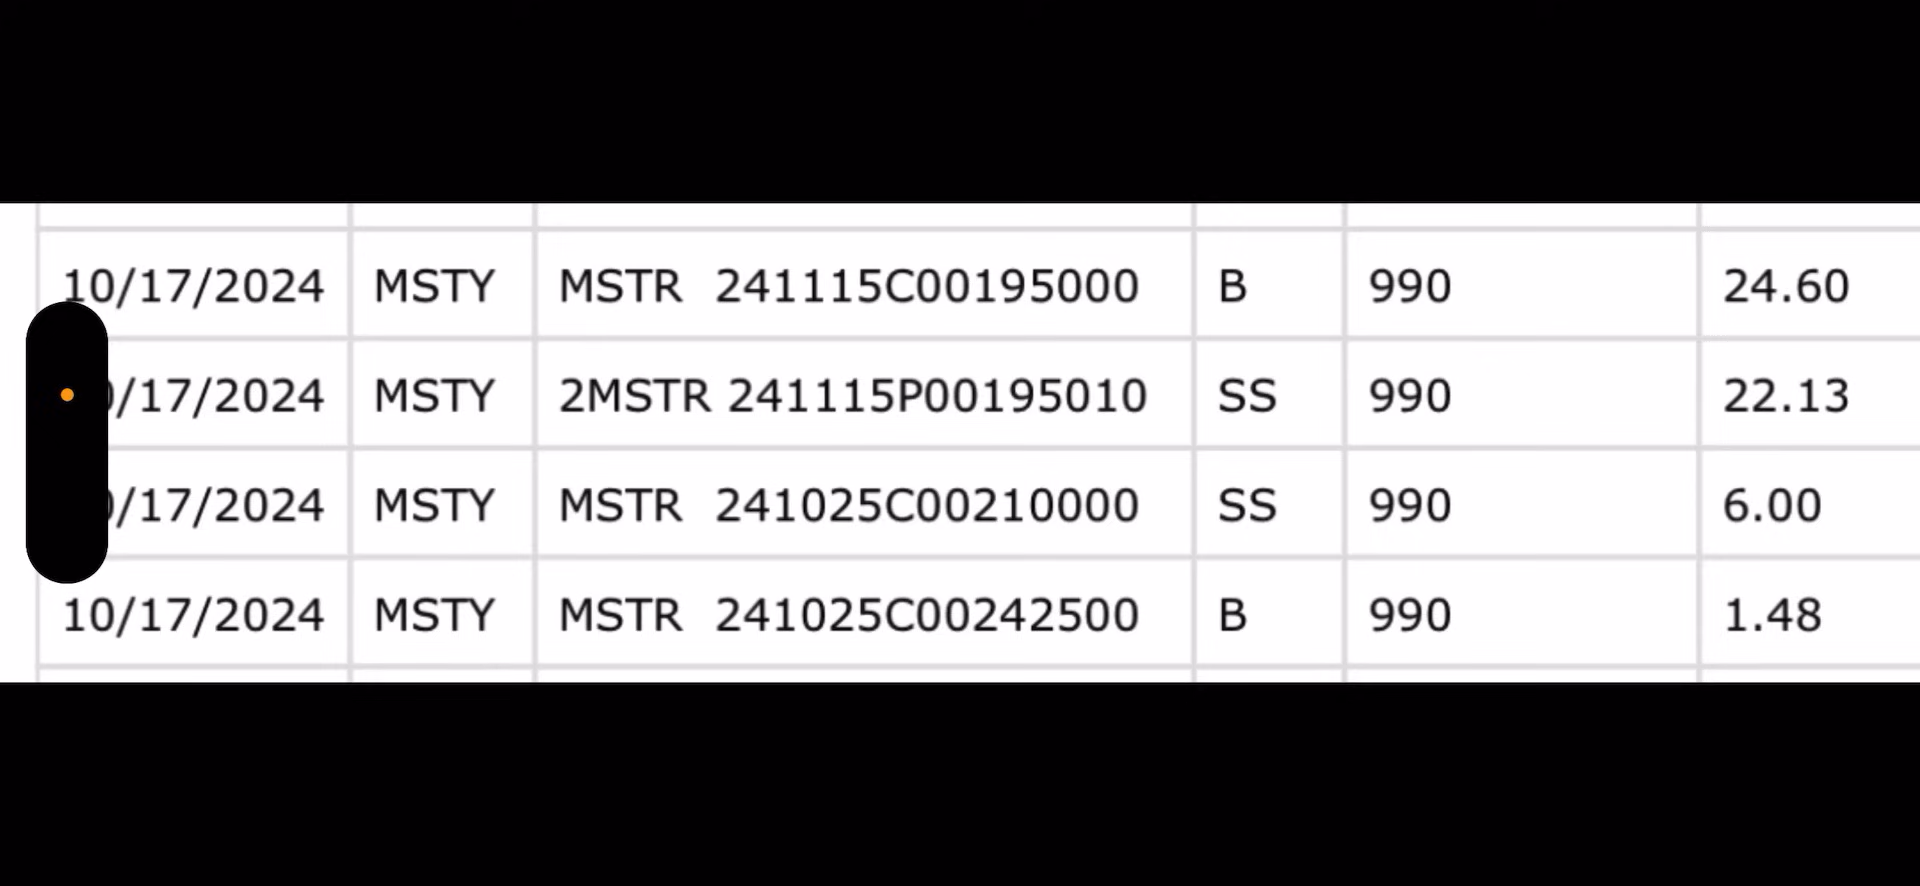 10/17/2024 MSTY MSTR 241115C00195000 B 990 24.60
/17/2024 MSTY 2MSTR 241115P00195010 SS 990 22.13
/17/2024 MSTY MSTR 241025C00210000 SS 990 6.00
10/17/2024 MSTY MSTR 241025C00242500 B 990 1.48